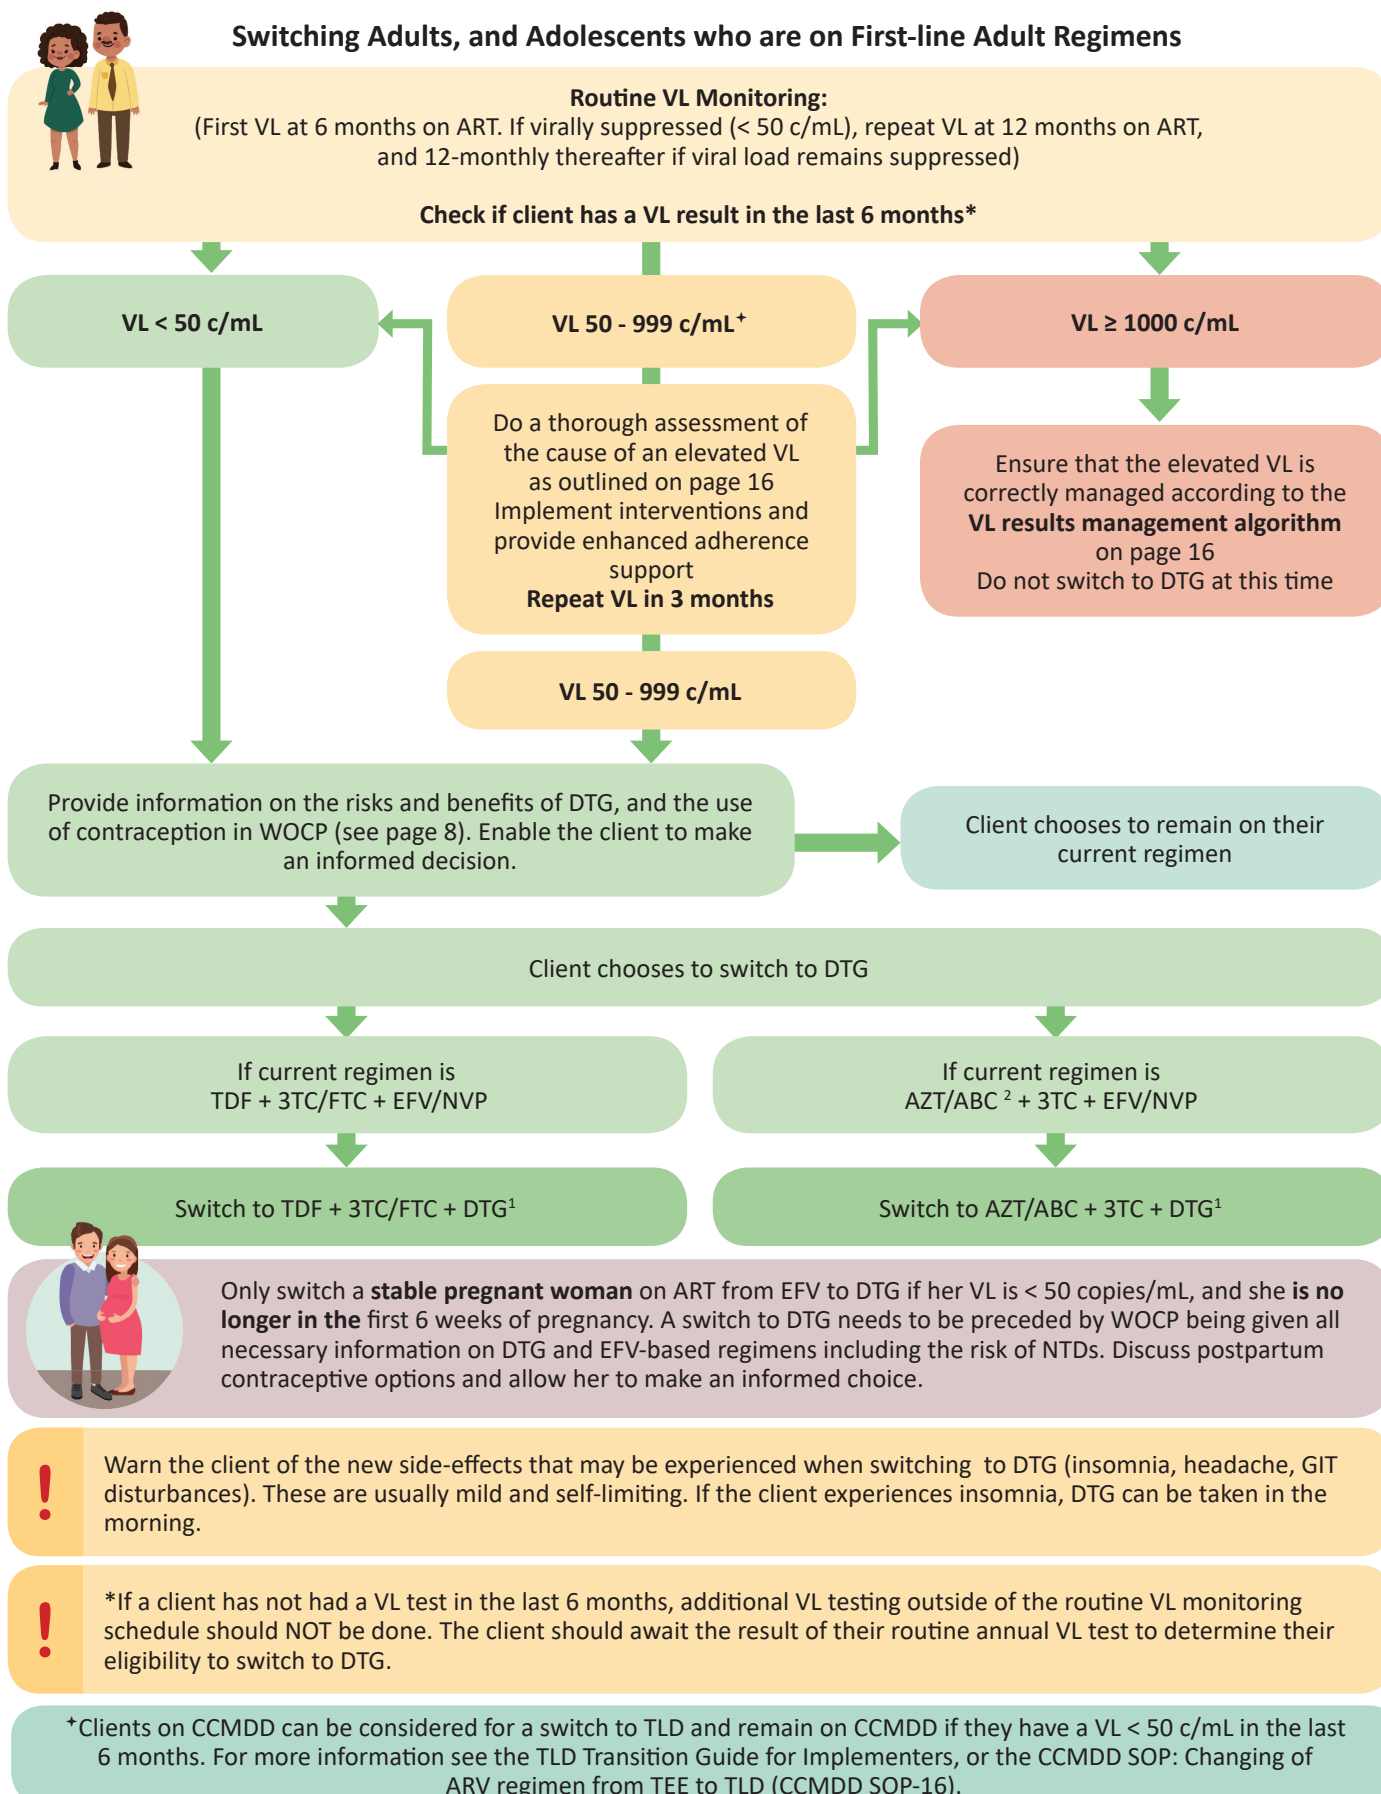 Switching Adults, and Adolescents who are on First-line Adult Regimens
Routine VL Monitoring:
(First VL at 6 months on ART. If virally suppressed (< 50 c/mL), repeat VL at 12 months on ART,
and 12-monthly thereafter if viral load remains suppressed)
Check if client has a VL result in the last 6 months*
VL < 50 c/mL
VL 50 - 999 c/mL✦
VL ≥ 1000 c/mL
Do a thorough assessment of
the cause of an elevated VL
as outlined on page 16
Implement interventions and
provide enhanced adherence
support
Repeat VL in 3 months
Ensure that the elevated VL is
correctly managed according to the
VL results management algorithm
on page 16
Do not switch to DTG at this time
VL 50 - 999 c/mL
Provide information on the risks and benefits of DTG, and the use
of contraception in WOCP (see page 8). Enable the client to make
an informed decision.
Client chooses to remain on their
current regimen
Client chooses to switch to DTG
If current regimen is
TDF + 3TC/FTC + EFV/NVP
If current regimen is
AZT/ABC ² + 3TC + EFV/NVP
Switch to TDF + 3TC/FTC + DTG¹
Switch to AZT/ABC + 3TC + DTG¹
Only switch a stable pregnant woman on ART from EFV to DTG if her VL is < 50 copies/mL, and she is no
longer in the first 6 weeks of pregnancy. A switch to DTG needs to be preceded by WOCP being given all
necessary information on DTG and EFV-based regimens including the risk of NTDs. Discuss postpartum
contraceptive options and allow her to make an informed choice.
!
Warn the client of the new side-effects that may be experienced when switching to DTG (insomnia, headache, GIT
disturbances). These are usually mild and self-limiting. If the client experiences insomnia, DTG can be taken in the
morning.
!
*If a client has not had a VL test in the last 6 months, additional VL testing outside of the routine VL monitoring
schedule should NOT be done. The client should await the result of their routine annual VL test to determine their
eligibility to switch to DTG.
✦Clients on CCMDD can be considered for a switch to TLD and remain on CCMDD if they have a VL < 50 c/mL in the last
6 months. For more information see the TLD Transition Guide for Implementers, or the CCMDD SOP: Changing of
ARV regimen from TEE to TLD (CCMDD SOP-16).